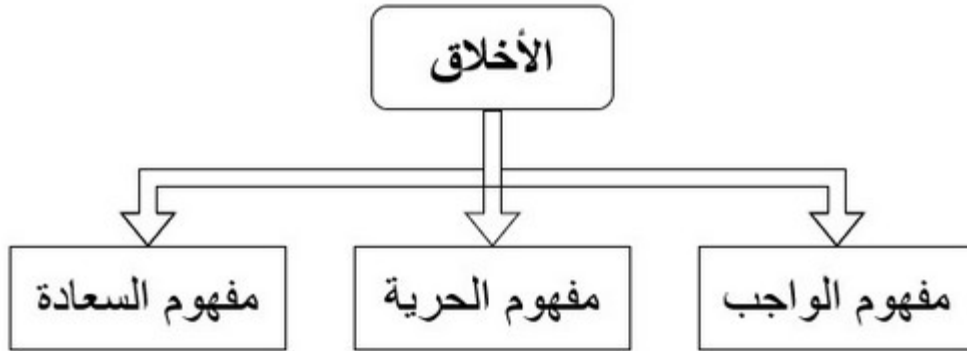 الأخلاق
مفهوم الواجب
مفهوم الحرية
مفهوم السعادة